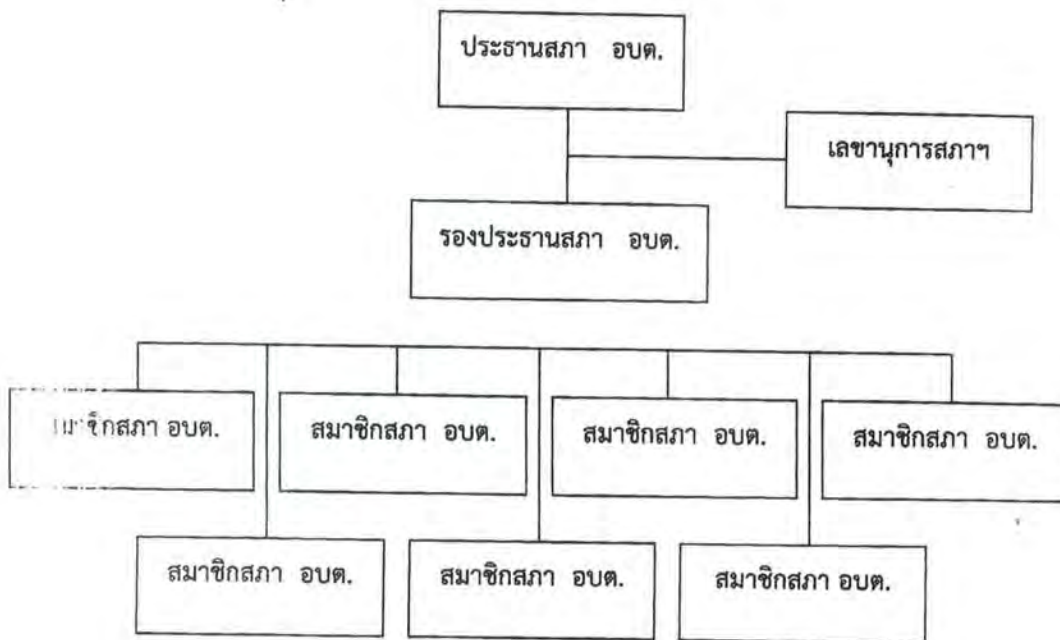 ประธานสภา อบต.
เลขานุการสภาฯ
รองประธานสภา อบต.
สภา อบต.
สมาชิกสภา อบต.
สมาชิกสภา อบต.
สมาชิกสภา อบต.
สมาชิกสภา อบต.
สมาชิกสภา อบต.
สมาชิกสภา อบต.